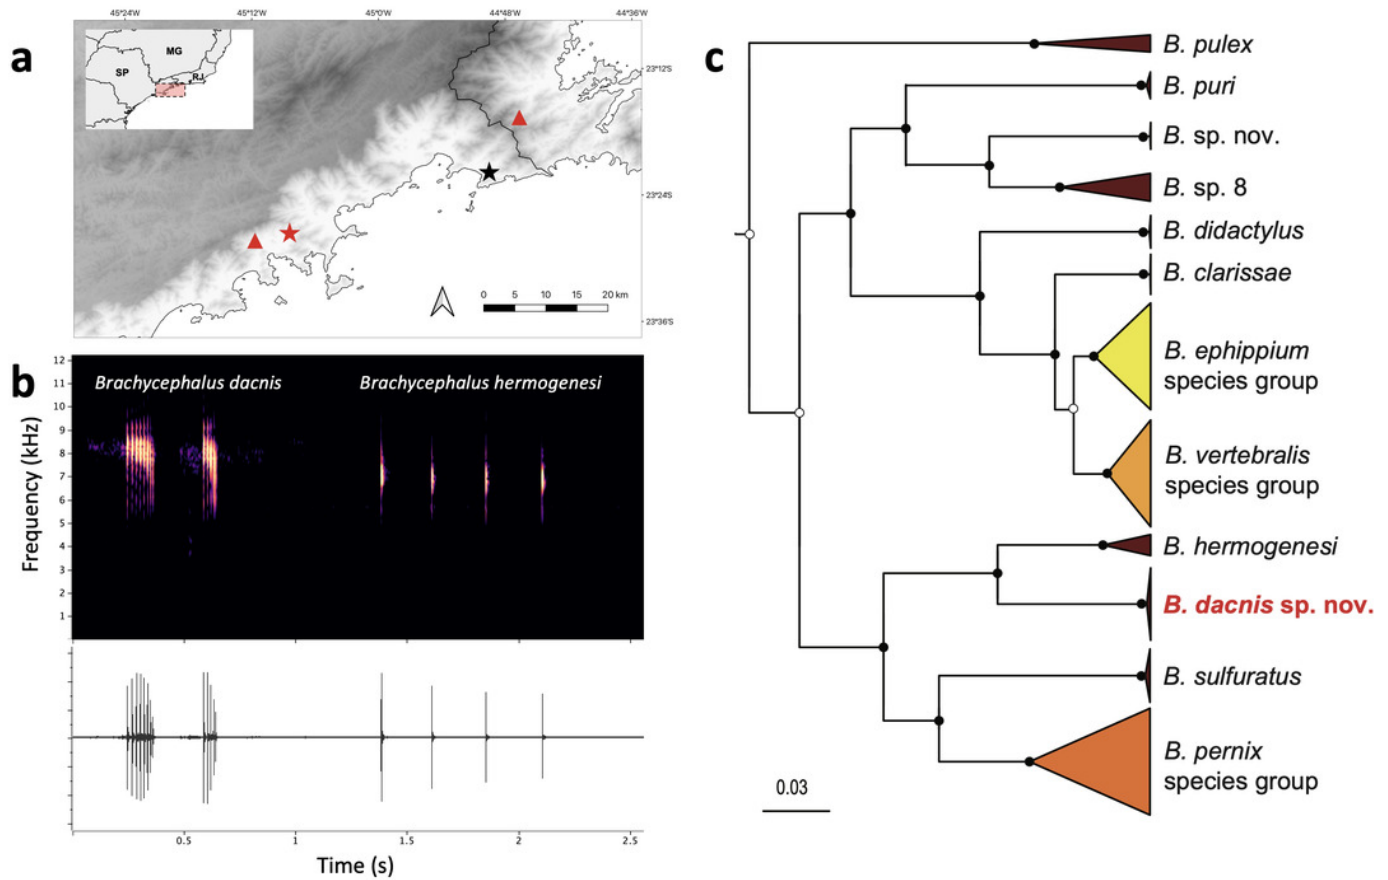 a
45°24'W 45°12'W 45°0'W 44°48'W 44°36'W
MG
SP
RJ
23°12'S
23°24'S
23°36'S
0 5 10 15 20 km
b
Brachycephalus dacnis
Brachycephalus hermogenesi
Frequency (kHz)
12
11
10
9
8
7
6
5
4
3
2
1
0.5 1 1.5 2 2.5
Time (s)
c
B. pulex
B. puri
B. sp. nov.
B. sp. 8
B. didactylus
B. clarissae
B. ephippium
species group
B. vertebralis
species group
B. hermogenesi
B. dacnis sp. nov.
B. sulfuratus
B. pernix
species group
0.03